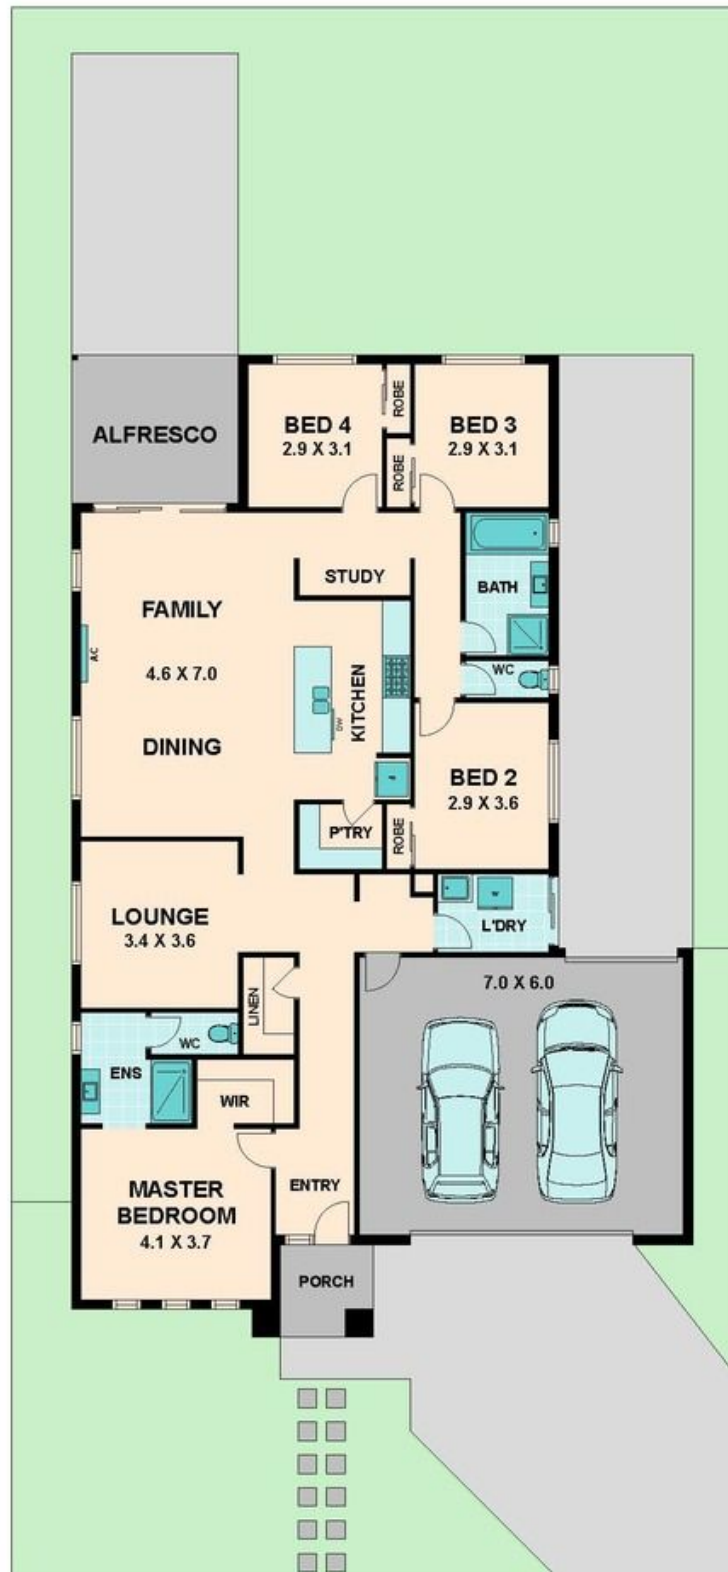 ALFRESCO
BED 4
2.9 X 3.1
ROBE
ROBE
BED 3
2.9 X 3.1
STUDY
BATH
FAMILY
4.6 X 7.0
DINING
AC
KITCHEN
DW
WC
BED 2
2.9 X 3.6
P'TRY
ROBE
LOUNGE
3.4 X 3.6
L'DRY
LINEN
7.0 X 6.0
WC
ENS
WIR
MASTER
BEDROOM
4.1 X 3.7
ENTRY
PORCH